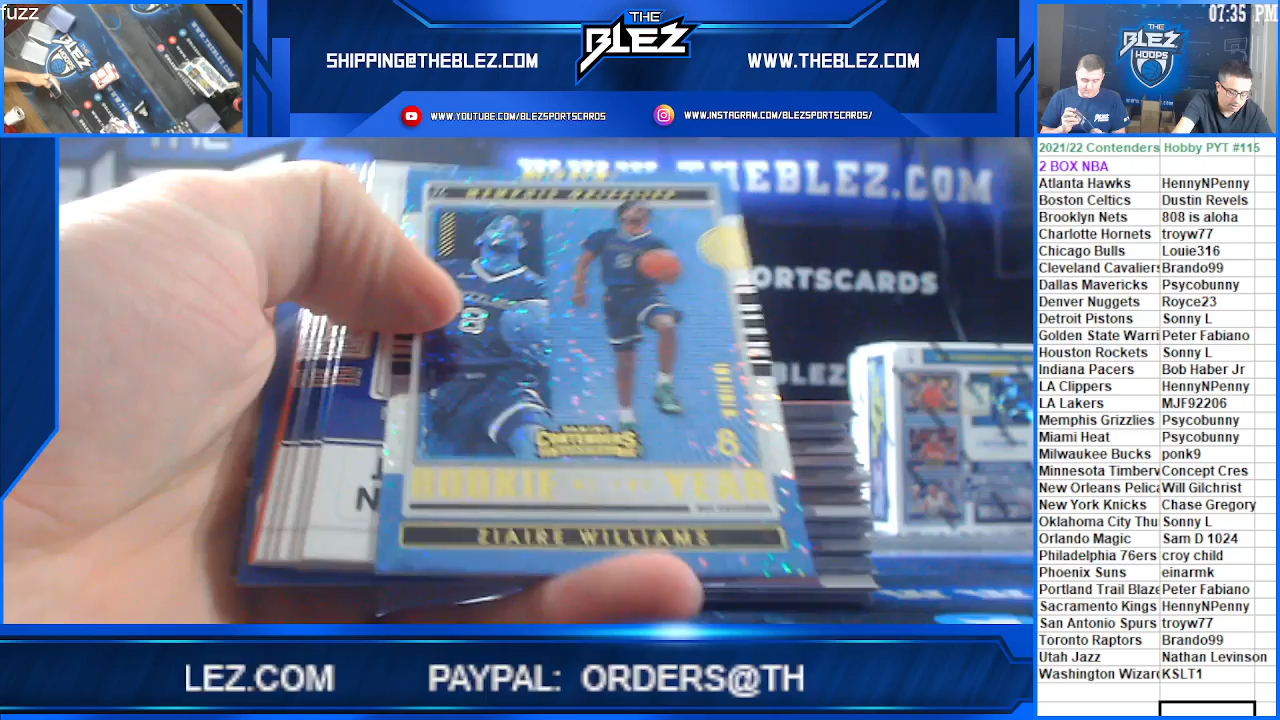 fuzz
SHIPPING@THEBLEZ.COM
THE
BLEZ
WWW.THEBLEZ.COM
WWW.YOUTUBE.COM/BLEZSPORTSCARDS
WWW.INSTAGRAM.COM/BLEZSPORTSCARDS/
07:35 PM
THE
BLEZ
HOOPS
THEBLEZ.COM
ORTSCARDS
BLEZ
MEMPHIS GRIZZLIES
8
CONTENDERS
ROOKIE OF THE YEAR
ZIAIRE WILLIAMS
2021/22 Contenders Hobby PYT #115
2 BOX NBA
Atlanta Hawks HennyNPenny
Boston Celtics Dustin Revels
Brooklyn Nets 808 is aloha
Charlotte Hornets troyw77
Chicago Bulls Louie316
Cleveland Cavaliers Brando99
Dallas Mavericks Psycobunny
Denver Nuggets Royce23
Detroit Pistons Sonny L
Golden State Warri Peter Fabiano
Houston Rockets Sonny L
Indiana Pacers Bob Haber Jr
LA Clippers HennyNPenny
LA Lakers MJF92206
Memphis Grizzlies Psycobunny
Miami Heat Psycobunny
Milwaukee Bucks ponk9
Minnesota Timberv Concept Cres
New Orleans Pelica Will Gilchrist
New York Knicks Chase Gregory
Oklahoma City Thu Sonny L
Orlando Magic Sam D 1024
Philadelphia 76ers croy child
Phoenix Suns einarmk
Portland Trail Blaze Peter Fabiano
Sacramento Kings HennyNPenny
San Antonio Spurs troyw77
Toronto Raptors Brando99
Utah Jazz Nathan Levinson
Washington Wizard KSLT1
LEZ.COM PAYPAL: ORDERS@TH